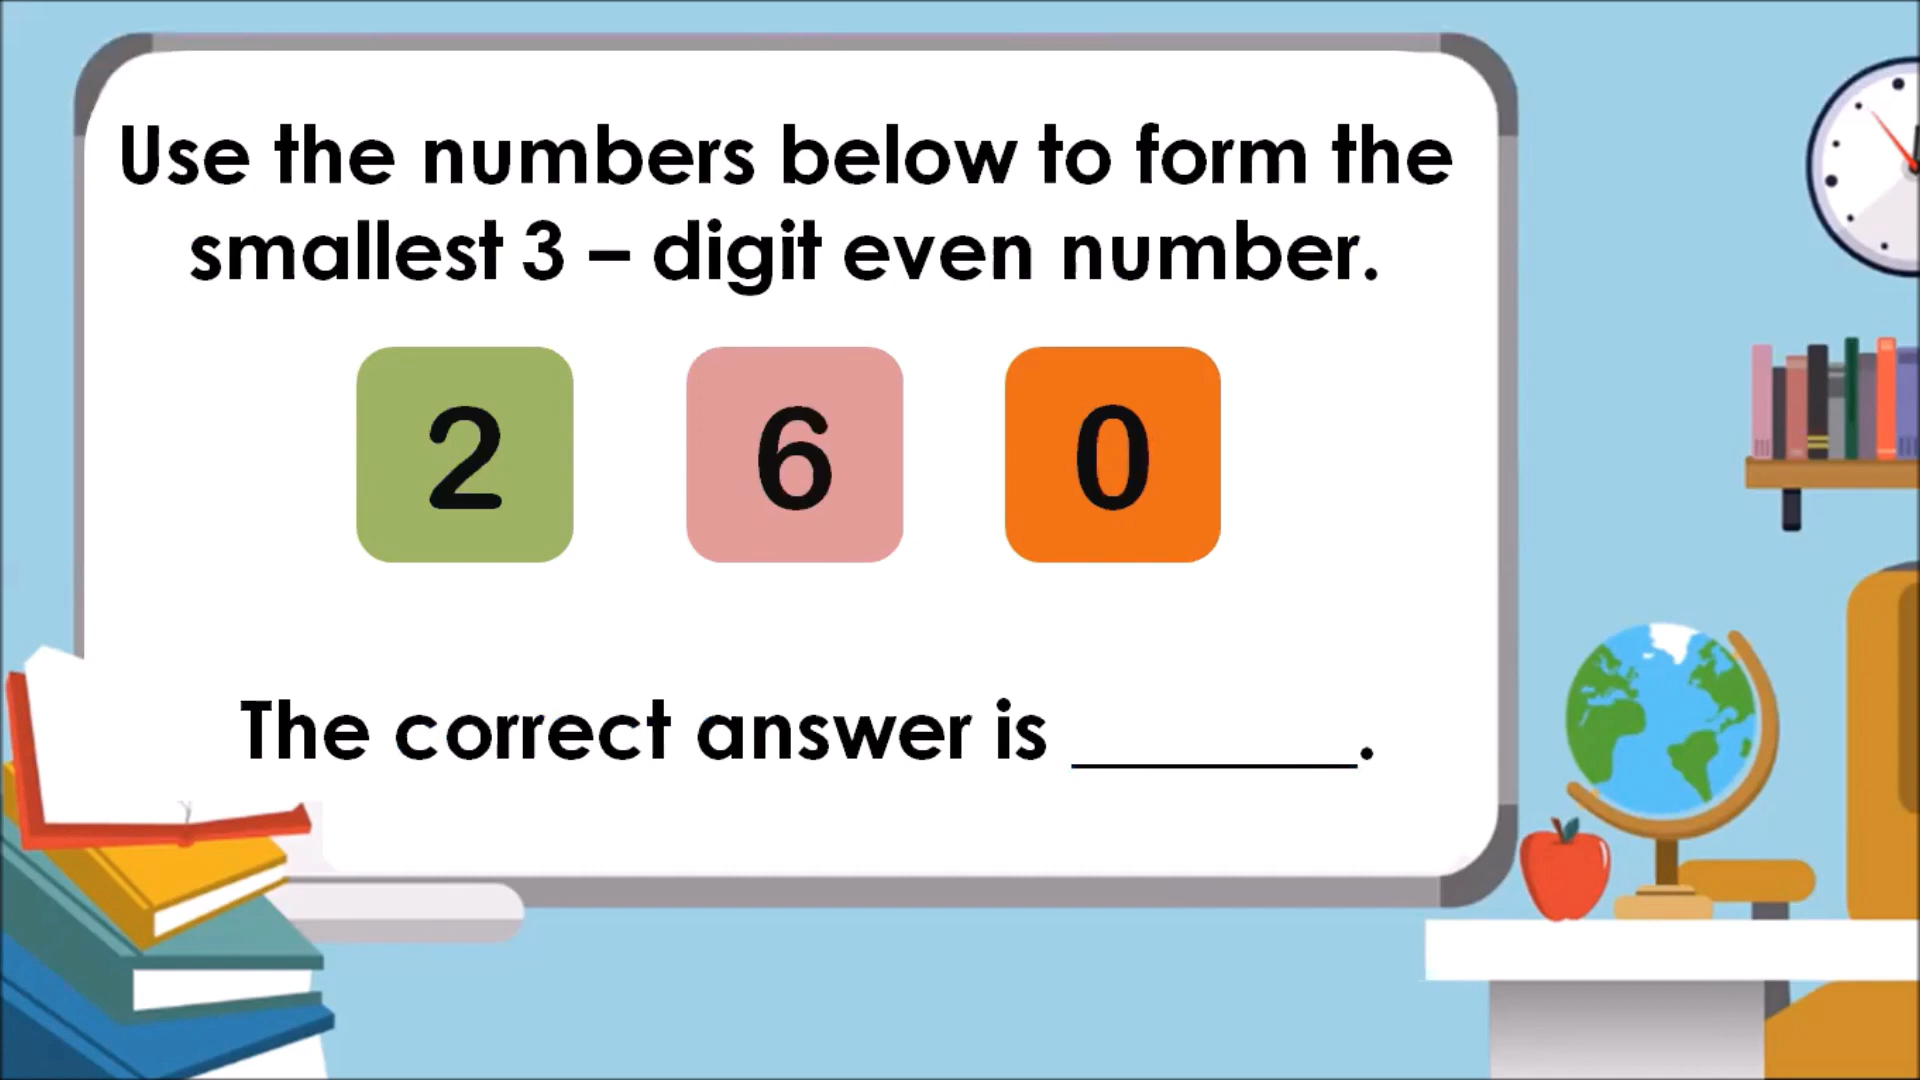 Use the numbers below to form the
smallest 3 – digit even number.
2 6 0
The correct answer is _______.